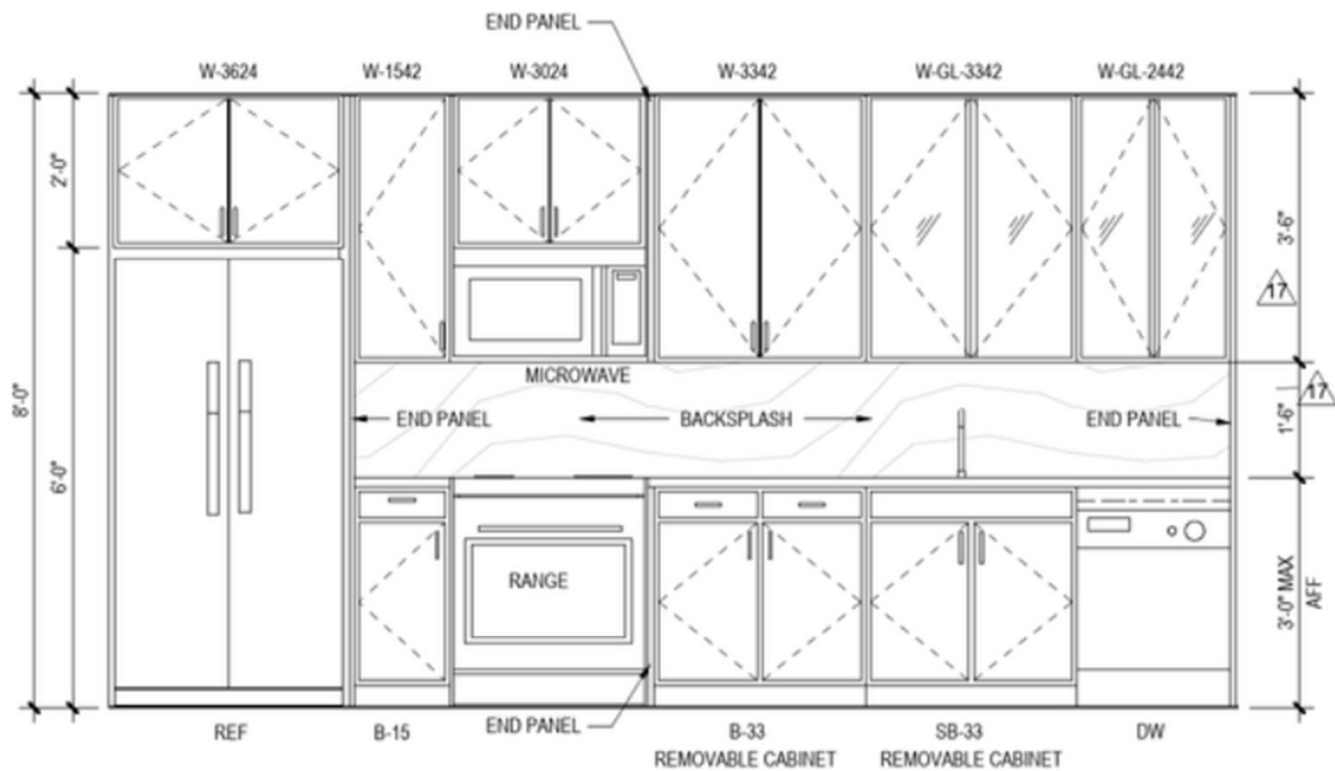 END PANEL
W-3624
W-1542
W-3024
W-3342
W-GL-3342
W-GL-2442
2'-0"
3'-6"
17
8'-0"
MICROWAVE
17
END PANEL
BACKSPLASH
END PANEL
1'-6"
6'-0"
RANGE
3'-0" MAX
AFF
END PANEL
REF
B-15
B-33
REMOVABLE CABINET
SB-33
REMOVABLE CABINET
DW